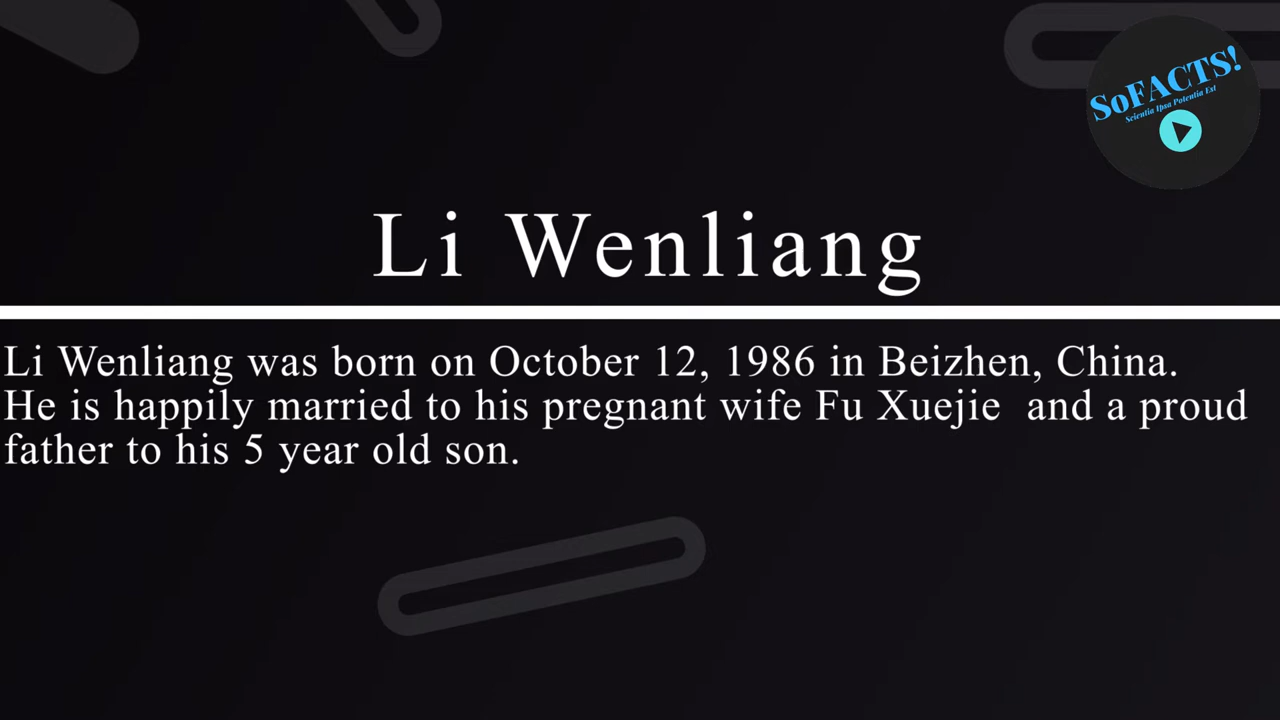 SoFACTS!
Scientia Ipsa Potentia Est
Li Wenliang
Li Wenliang was born on October 12, 1986 in Beizhen, China.
He is happily married to his pregnant wife Fu Xuejie  and a proud
father to his 5 year old son.